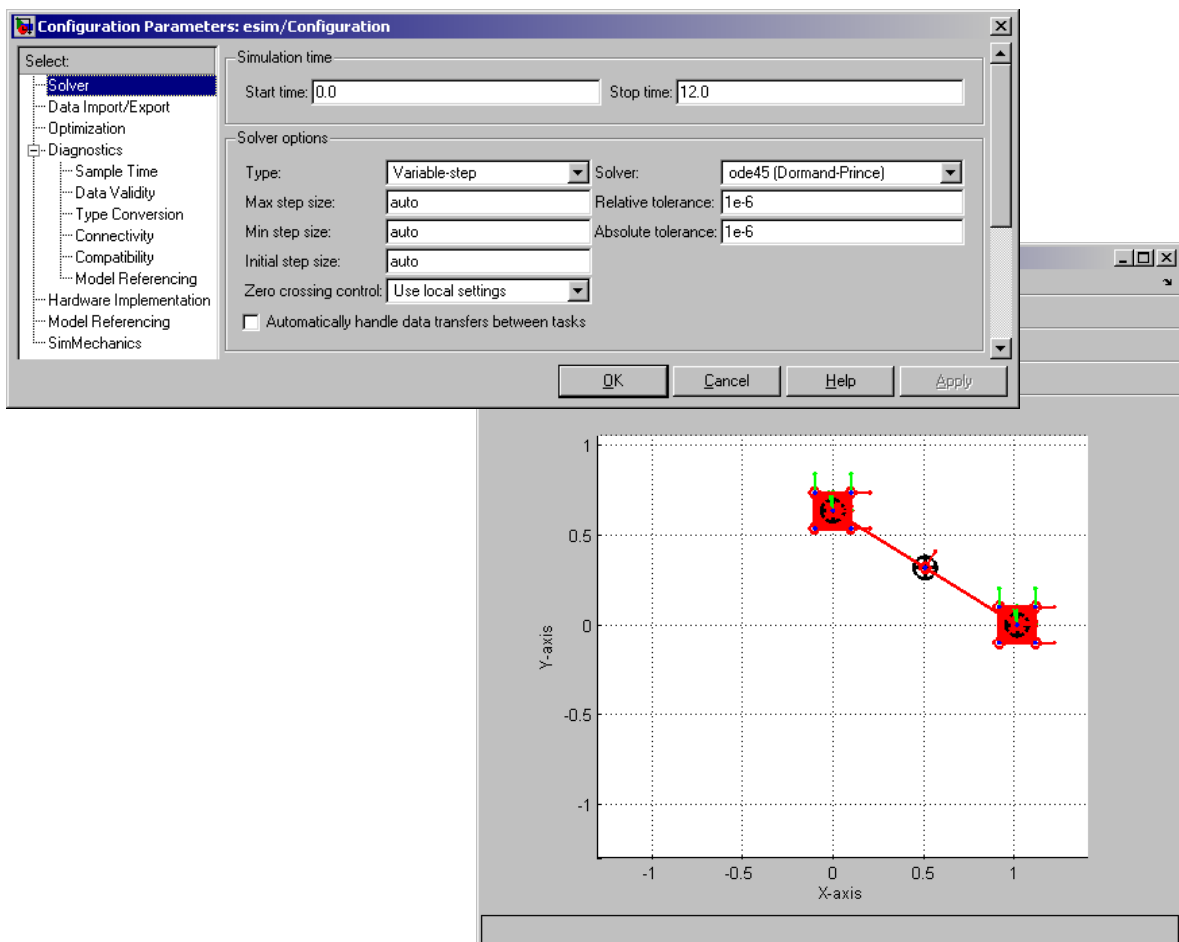 Configuration Parameters: esim/Configuration
Select:
Solver
Data Import/Export
Optimization
Diagnostics
Sample Time
Data Validity
Type Conversion
Connectivity
Compatibility
Model Referencing
Hardware Implementation
Model Referencing
SimMechanics
Simulation time
Start time: 0.0 Stop time: 12.0
Solver options
Type: Variable-step Solver: ode45 (Dormand-Prince)
Max step size: auto Relative tolerance: 1e-6
Min step size: auto Absolute tolerance: 1e-6
Initial step size: auto
Zero crossing control: Use local settings
Automatically handle data transfers between tasks
OK Cancel Help Apply
1
0.5
0
-0.5
-1
Y-axis
-1 -0.5 0 0.5 1
X-axis